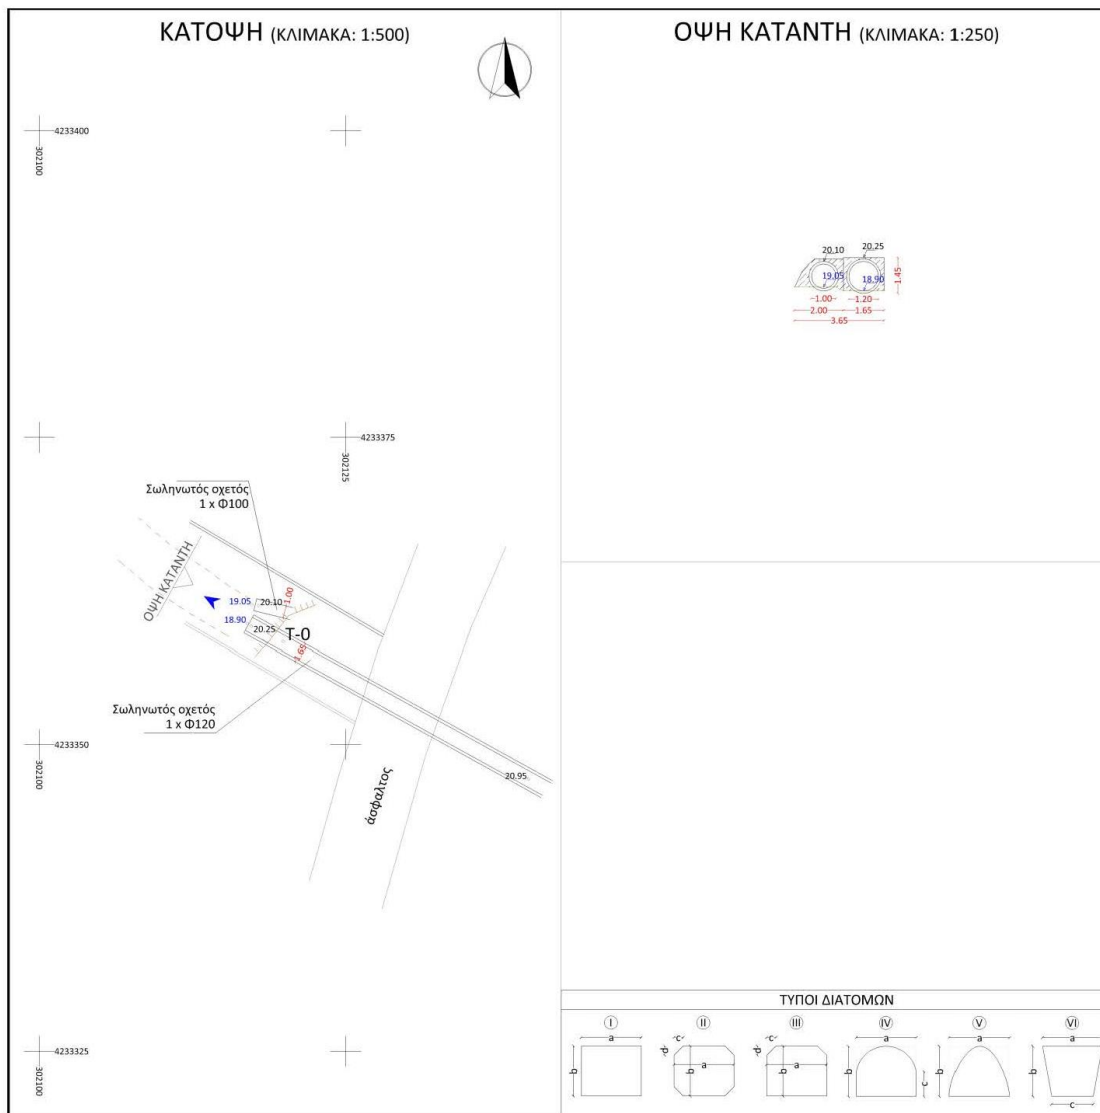 ΚΑΤΟΨΗ (ΚΛΙΜΑΚΑ: 1:500)
4233400
302100
4233375
302125
Σωληνωτός οχετός
1 x Φ100
ΟΨΗ ΚΑΤΑΝΤΗ
19.05
20.10
1.00
18.90
20.25
T-0
1.65
Σωληνωτός οχετός
1 x Φ120
4233350
302100
20.95
άσφαλτος
4233325
302100
ΟΨΗ ΚΑΤΑΝΤΗ (ΚΛΙΜΑΚΑ: 1:250)
20.10
20.25
19.05
18.90
1.45
1.00
1.20
2.00
1.65
3.65
ΤΥΠΟΙ ΔΙΑΤΟΜΩΝ
I
II
III
IV
V
VI
a
b
c
d
b
a
c
d
b
a
a
b
c
a
b
a
b
c